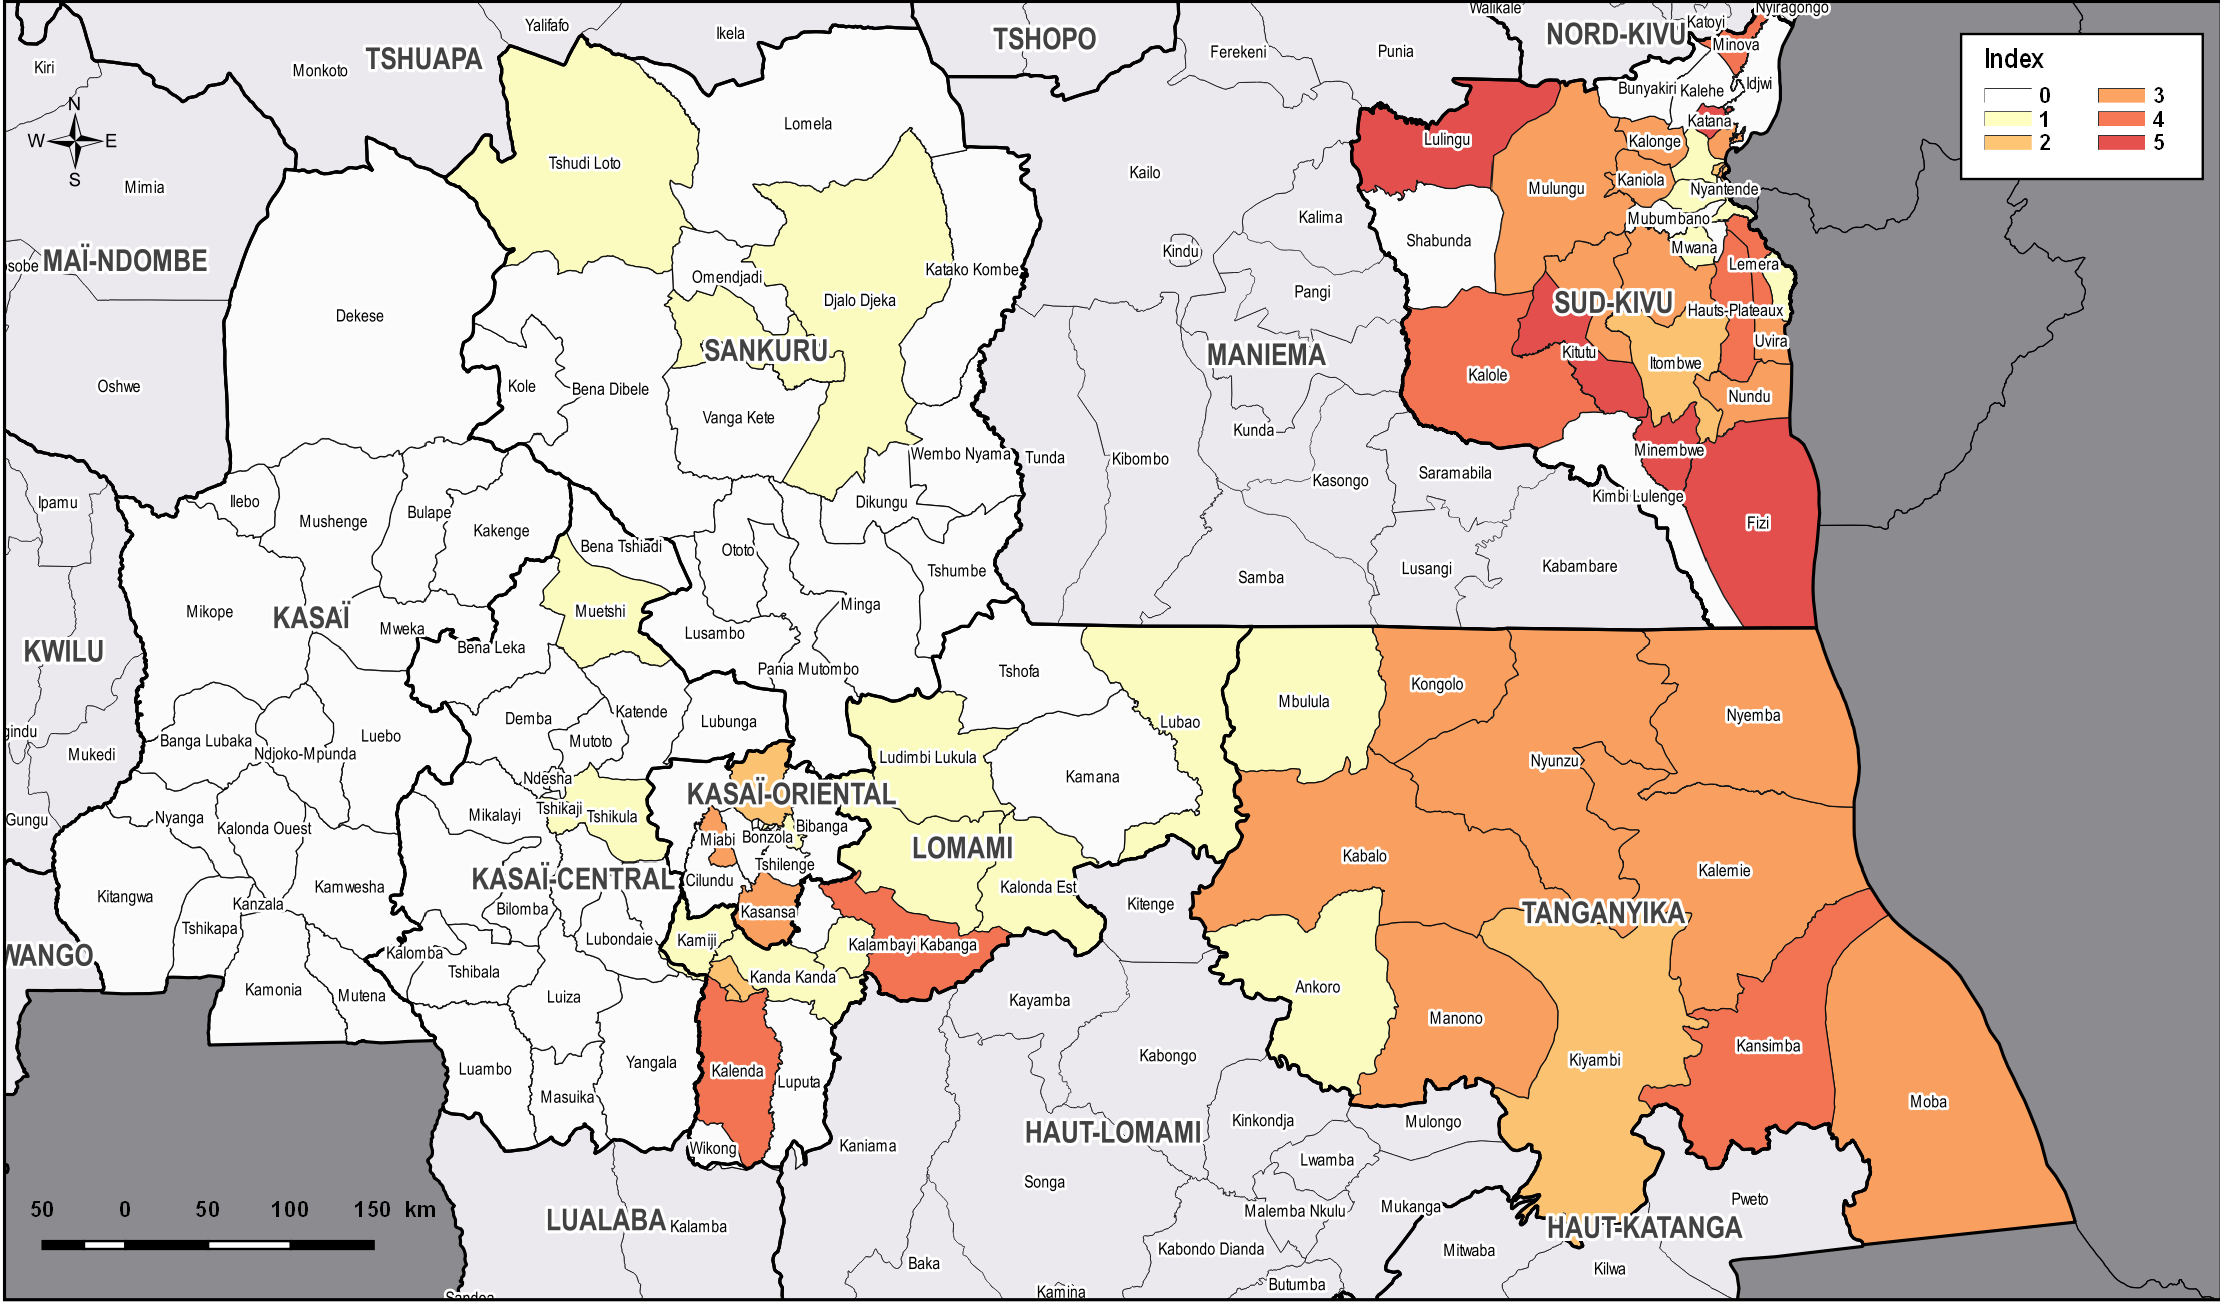 Yalifafo
Ikela
TSHUAPA
Monkoto
Kiri
TSHOPO
Ferekeni
Punia
Walikale
NORD-KIVU
Katoyi
Nyiragongo
Minova
Index
0
1
2
3
4
5
N
W
E
S
Mimia
Tshudi Loto
Lomela
Kailo
Lulingu
Bunyakiri
Kalehe
Idjwi
Katana
Kalonge
Kaniola
Nyantende
Mulungu
Mubumbano
Mwana
Lemera
Kalima
Kindu
Pangi
Shabunda
SUD-KIVU
Hauts-Plateaux
Uvira
Kitutu
Itombwe
Nundu
Kalole
Minembwe
Kimbi Lulenge
Fizi
MAÏ-NDOMBE
osobe
Dekese
Omendjadi
Katako Kombe
Djalo Djeka
SANKURU
MANIEMA
Oshwe
Kole
Bena Dibele
Vanga Kete
Wembo Nyama
Tunda
Kibombo
Kunda
Kasongo
Saramabila
Ipamu
Ilebo
Mushenge
Bulape
Kakenge
Dikungu
Bena Tshiadi
Ototo
Tshumbe
Samba
Lusangi
Kabambare
Mikope
KASAÏ
Mweka
Muetshi
Minga
Lusambo
KWILU
Bena Leka
Pania Mutombo
Tshofa
Mbulula
Kongolo
Nyemba
gindu
Mukedi
Banga Lubaka
Ndjoko-Mpunda
Luebo
Demba
Katende
Mutoto
Lubunga
Lubao
Ludimbi Lukula
Kamana
Nyunzu
Ndesha
Tshikaji
Tshikula
Mikalayi
KASAÏ-ORIENTAL
Gungu
Nyanga
Kalonda Ouest
Miabi
Bonzola
Bibanga
Tshilenge
LOMAMI
Kabalo
Kalemie
KASAÏ-CENTRAL
Cilundu
Kitangwa
Kanzala
Kamwesha
Bilomba
Kasansa
Kalonda Est
Kitenge
TANGANYIKA
Tshikapa
Lubondaie
Kamiji
Kalambayi Kabanga
WANGO
Kalomba
Tshibala
Kanda Kanda
Kamonia
Mutena
Luiza
Kayamba
Ankoro
Manono
Kansimba
Kiyambi
Luambo
Yangala
Kalenda
Luputa
Kabongo
Masuika
Moba
Wikong
Kaniama
HAUT-LOMAMI
Kinkondja
Mulongo
Lwamba
Songa
50 0 50 100 150 km
LUALABA
Kalamba
Malemba Nkulu
Mukanga
Pweto
HAUT-KATANGA
Kabondo Dianda
Mitwaba
Baka
Kilwa
Butumba
Kamina
Sandoa